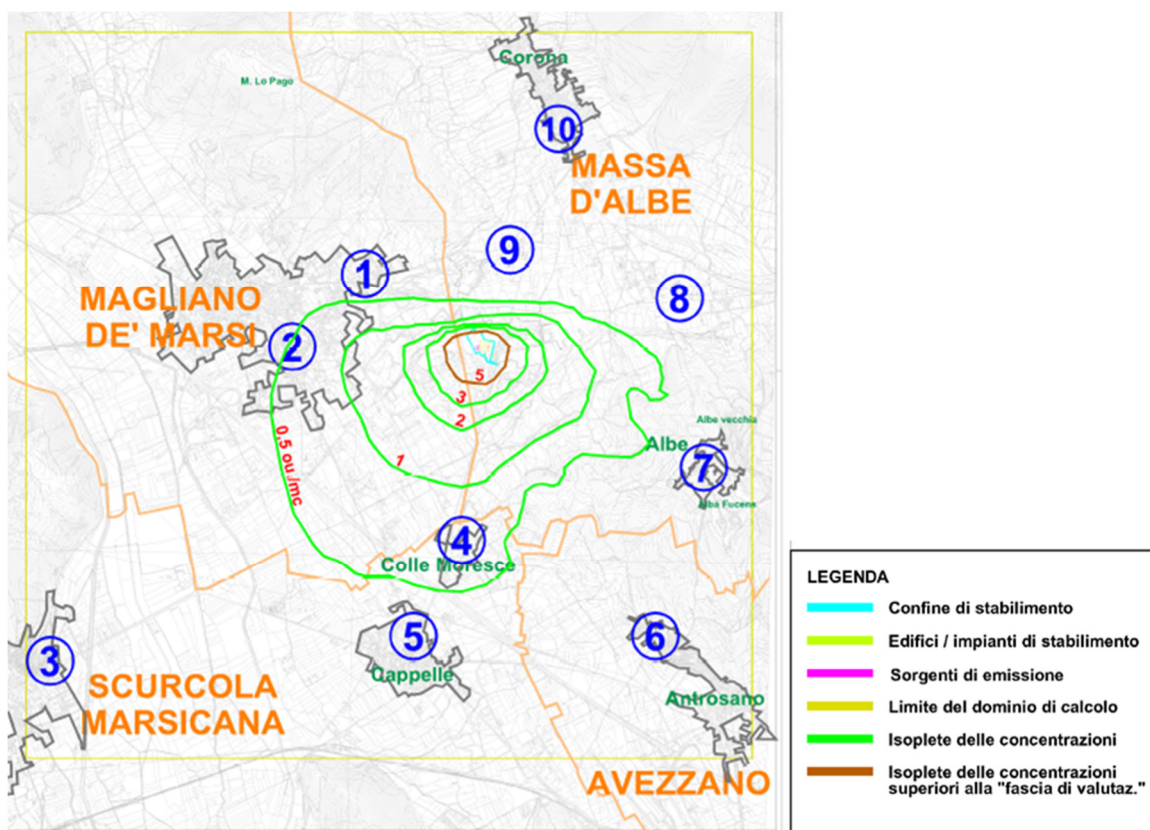 Corona
M. Lo Pago
10
MASSA
D'ALBE
9
1
8
MAGLIANO
DE' MARSI
2
5
3
2
Albe vecchia
0,5 ou /mc
1
Albe
7
Alba Fucens
4
Colle Moresce
5
6
3
Cappelle
SCURCOLA
MARSICANA
Antrosano
AVEZZANO
LEGENDA
Confine di stabilimento
Edifici / impianti di stabilimento
Sorgenti di emissione
Limite del dominio di calcolo
Isoplete delle concentrazioni
Isoplete delle concentrazioni
superiori alla "fascia di valutaz."